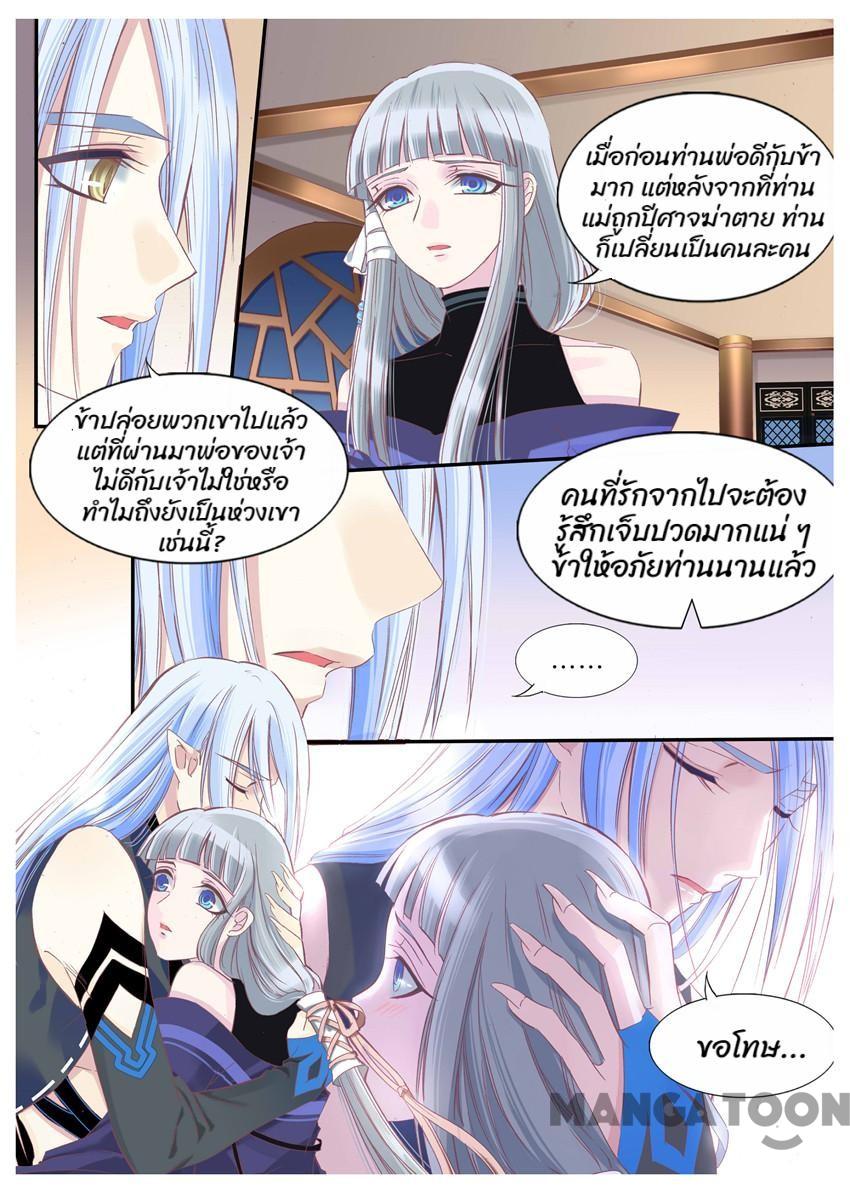 ข้าปล่อยพวกเขาไปแล้ว
แต่ที่ผ่านมาพ่อของเจ้า
ไม่ดีกับเจ้าไม่ใช่หรือ
ทำไมถึงยังเป็นห่วงเขา
เช่นนี้?
เมื่อก่อนท่านพ่อดีกับข้า
มาก แต่หลังจากที่ท่าน
แม่ถูกปีศาจฆ่าตาย ท่าน
ก็เปลี่ยนเป็นคนละคน
คนที่รักจากไปจะต้อง
รู้สึกเจ็บปวดมากแน่ ๆ
ข้าให้อภัยท่านนานแล้ว
......
ขอโทษ...
MANGATOON